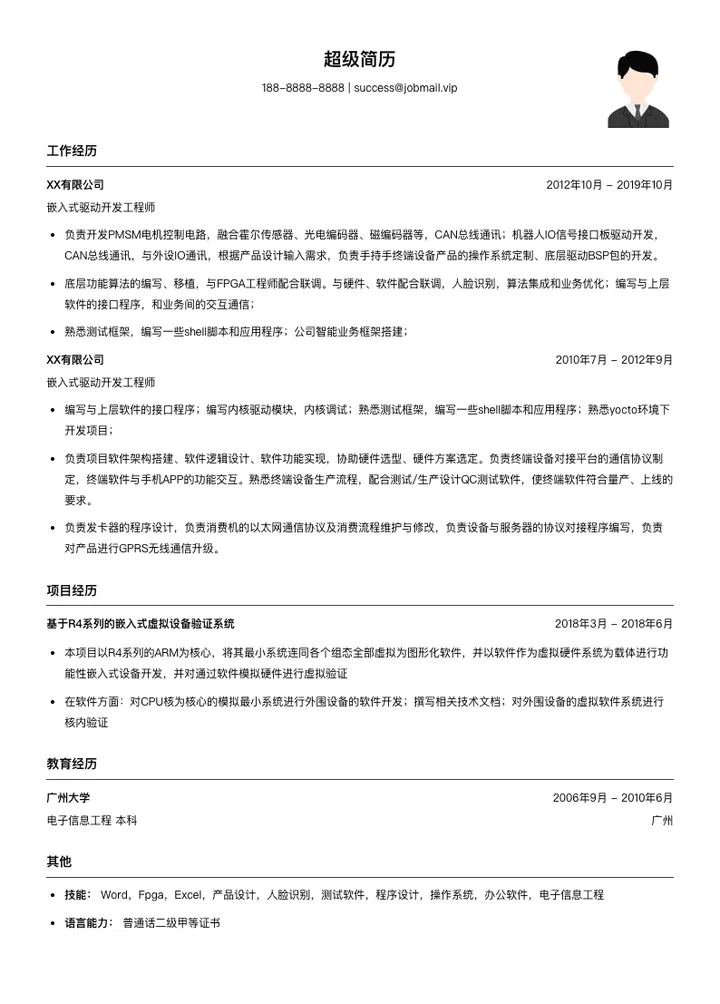 超级简历
188-8888-8888 | success@jobmail.vip
工作经历
XX有限公司 2012年10月 – 2019年10月
嵌入式驱动开发工程师
• 负责开发PMSM电机控制电路，融合霍尔传感器、光电编码器、磁编码器等，CAN总线通讯；机器人IO信号接口板驱动开发，
CAN总线通讯，与外设IO通讯，根据产品设计输入需求，负责手持手终端设备产品的操作系统定制、底层驱动BSP包的开发。
• 底层功能算法的编写、移植，与FPGA工程师配合联调。与硬件、软件配合联调，人脸识别，算法集成和业务优化；编写与上层
软件的接口程序，和业务间的交互通信；
• 熟悉测试框架，编写一些shell脚本和应用程序；公司智能业务框架搭建；
XX有限公司 2010年7月 – 2012年9月
嵌入式驱动开发工程师
• 编写与上层软件的接口程序；编写内核驱动模块，内核调试；熟悉测试框架，编写一些shell脚本和应用程序；熟悉yocto环境下
开发项目；
• 负责项目软件架构搭建、软件逻辑设计、软件功能实现，协助硬件选型、硬件方案选定。负责终端设备对接平台的通信协议制
定，终端软件与手机APP的功能交互。熟悉终端设备生产流程，配合测试/生产设计QC测试软件，使终端软件符合量产、上线的
要求。
• 负责发卡器的程序设计，负责消费机的以太网通信协议及消费流程维护与修改，负责设备与服务器的协议对接程序编写，负责
对产品进行GPRS无线通信升级。
项目经历
基于R4系列的嵌入式虚拟设备验证系统 2018年3月 – 2018年6月
• 本项目以R4系列的ARM为核心，将其最小系统连同各个组态全部虚拟为图形化软件，并以软件作为虚拟硬件系统为载体进行功
能性嵌入式设备开发，并对通过软件模拟硬件进行虚拟验证
• 在软件方面：对CPU核为核心的模拟最小系统进行外围设备的软件开发；撰写相关技术文档；对外围设备的虚拟软件系统进行
核内验证
教育经历
广州大学 2006年9月 – 2010年6月
电子信息工程 本科 广州
其他
• 技能： Word，Fpga，Excel，产品设计，人脸识别，测试软件，程序设计，操作系统，办公软件，电子信息工程
• 语言能力： 普通话二级甲等证书